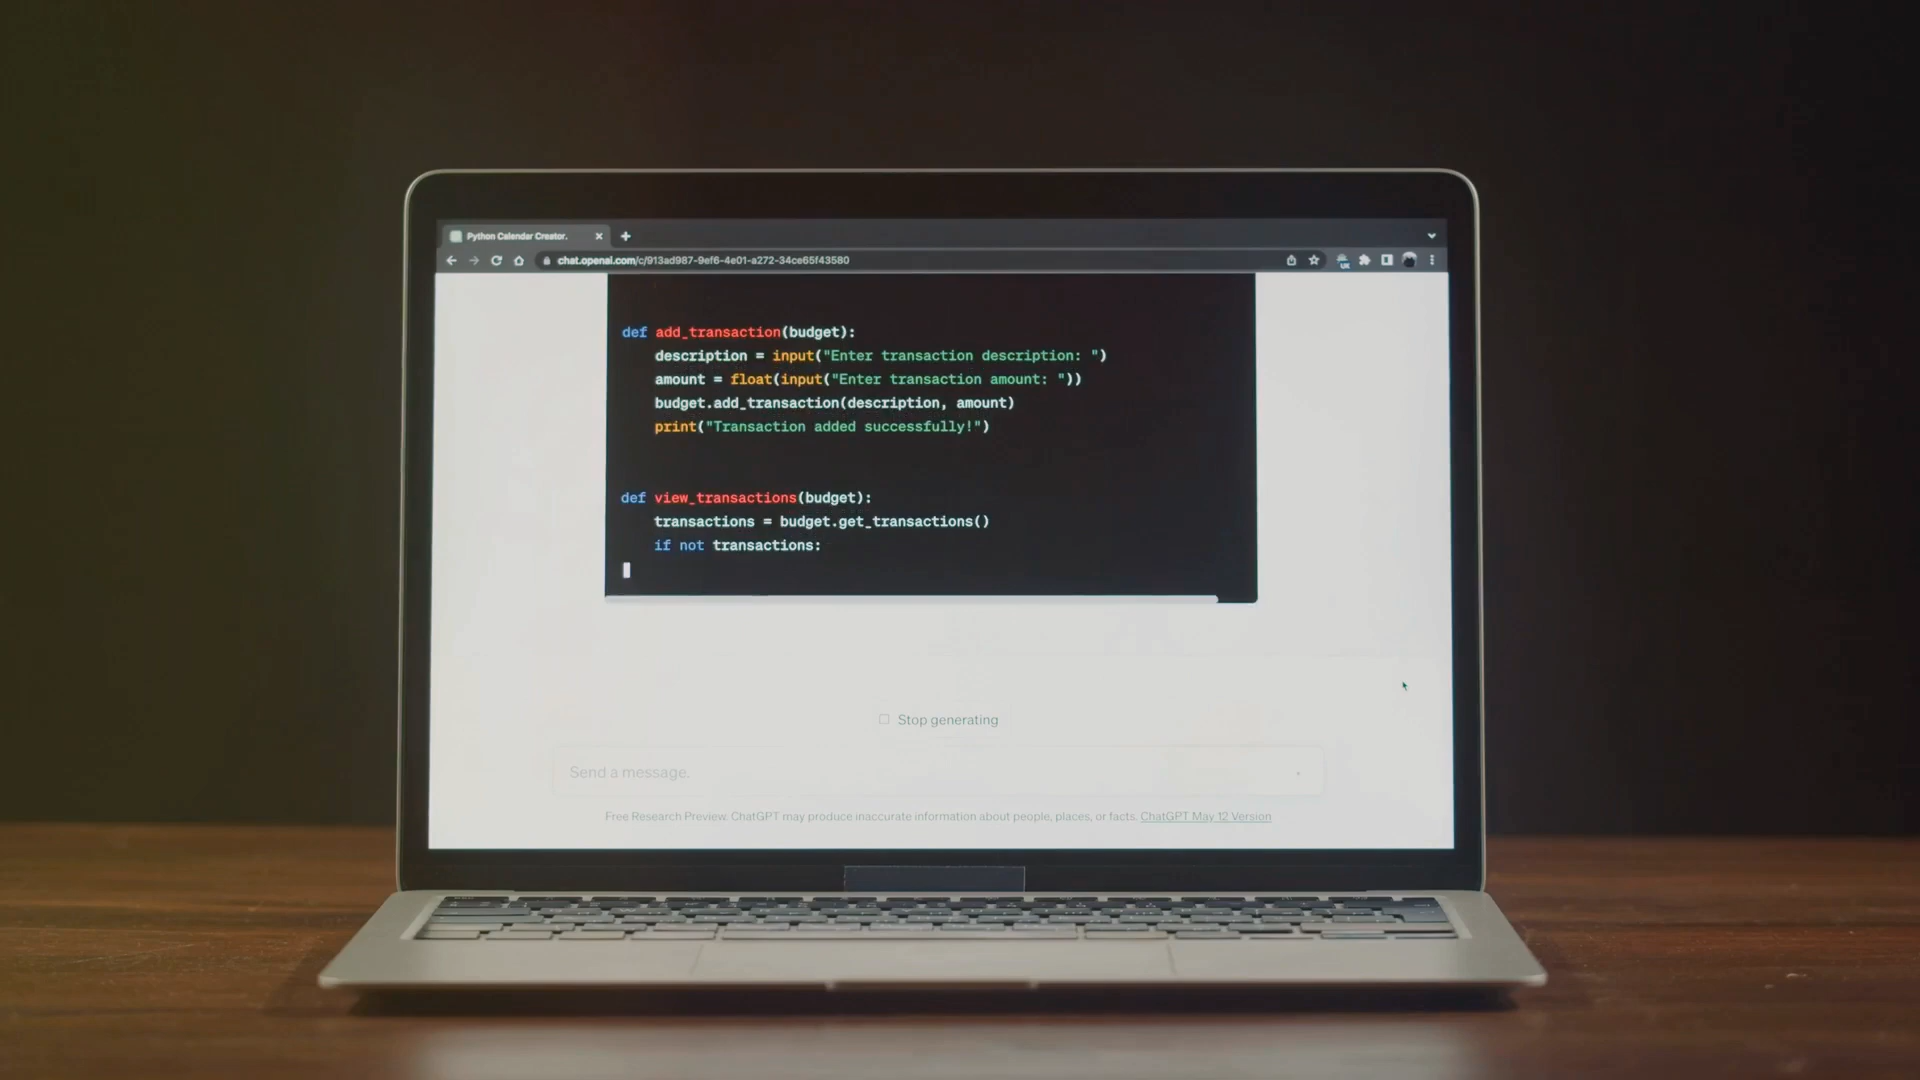 Python Calendar Creator.
chat.openai.com/c/913ad987-9ef6-4e01-a272-34ce65f43580
def add_transaction(budget):
description = input("Enter transaction description: ")
amount = float(input("Enter transaction amount: "))
budget.add_transaction(description, amount)
print("Transaction added successfully!")
def view_transactions(budget):
transactions = budget.get_transactions()
if not transactions:
Stop generating
Send a message.
Free Research Preview. ChatGPT may produce inaccurate information about people, places, or facts. ChatGPT May 12 Version